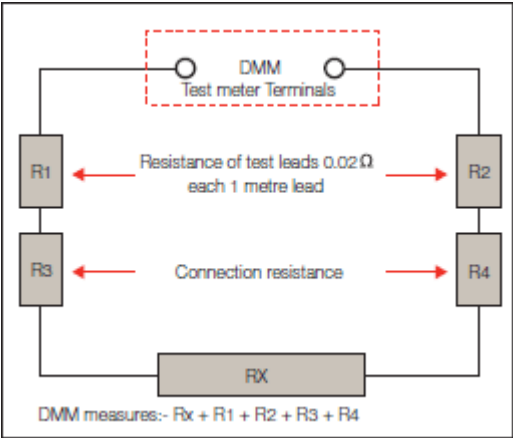 DMM
Test meter Terminals
R1
Resistance of test leads 0.02Ω
each 1 metre lead
R2
R3
Connection resistance
R4
RX
DMM measures:- Rx + R1 + R2 + R3 + R4